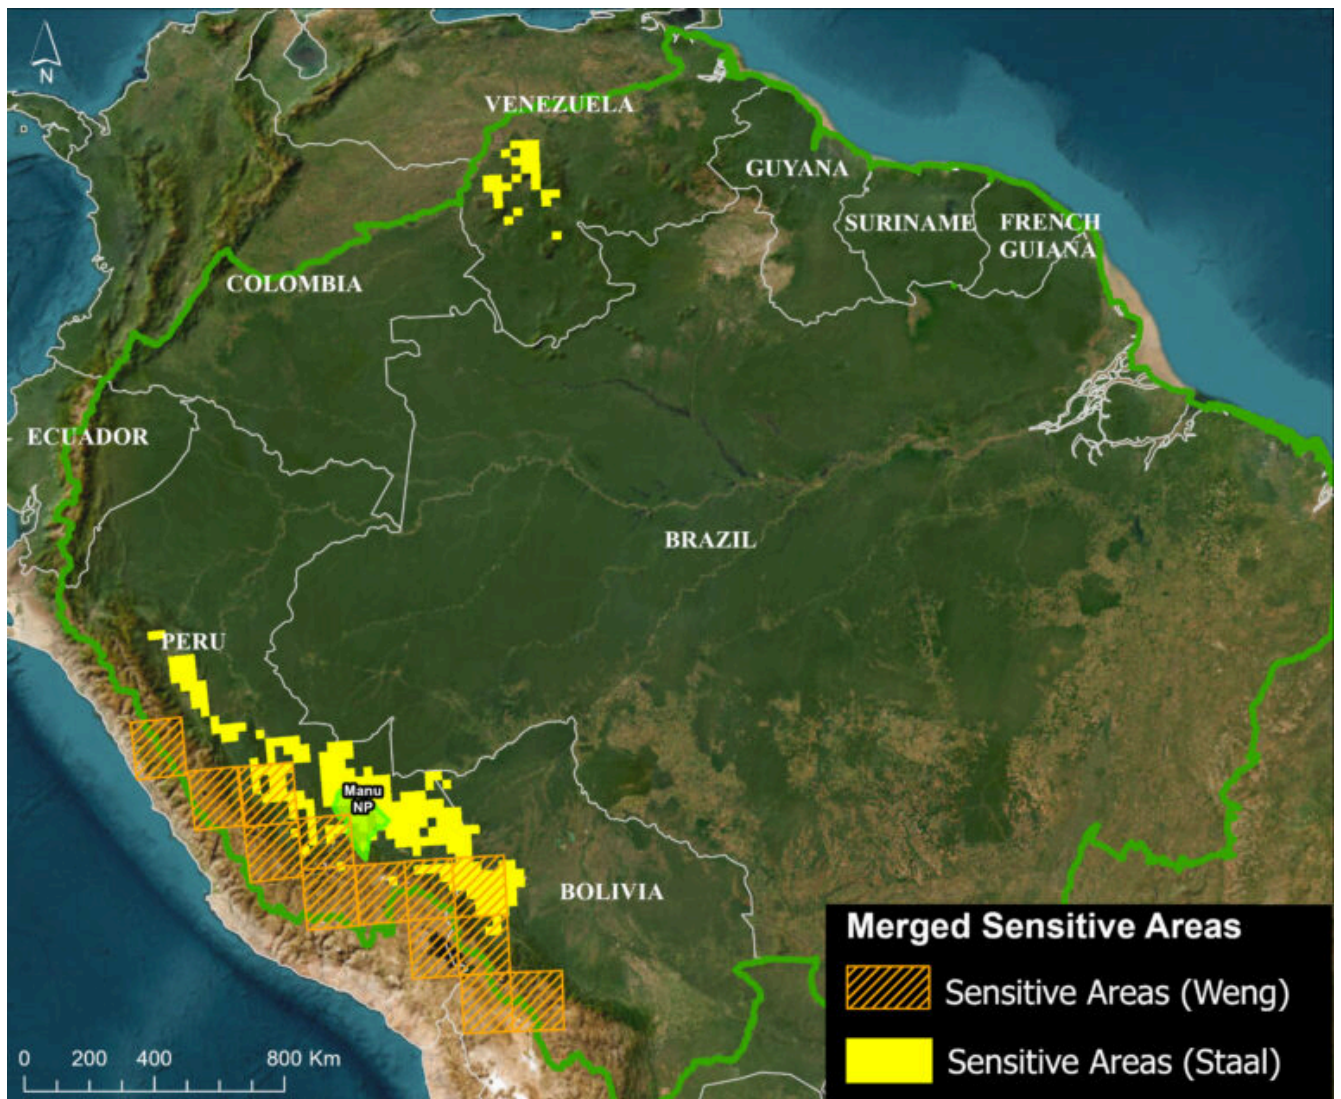 N
VENEZUELA
GUYANA
SURINAME
FRENCH
GUIANA
COLOMBIA
ECUADOR
BRAZIL
PERU
Manu
NP
BOLIVIA
Merged Sensitive Areas
Sensitive Areas (Weng)
Sensitive Areas (Staal)
0 200 400 800 Km